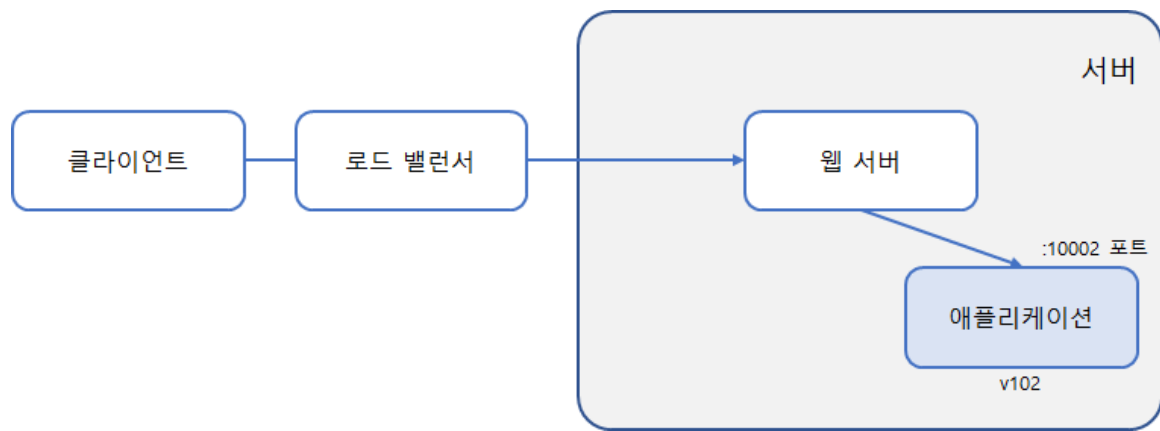 서버
클라이언트
로드 밸런서
웹 서버
:10002 포트
애플리케이션
v102